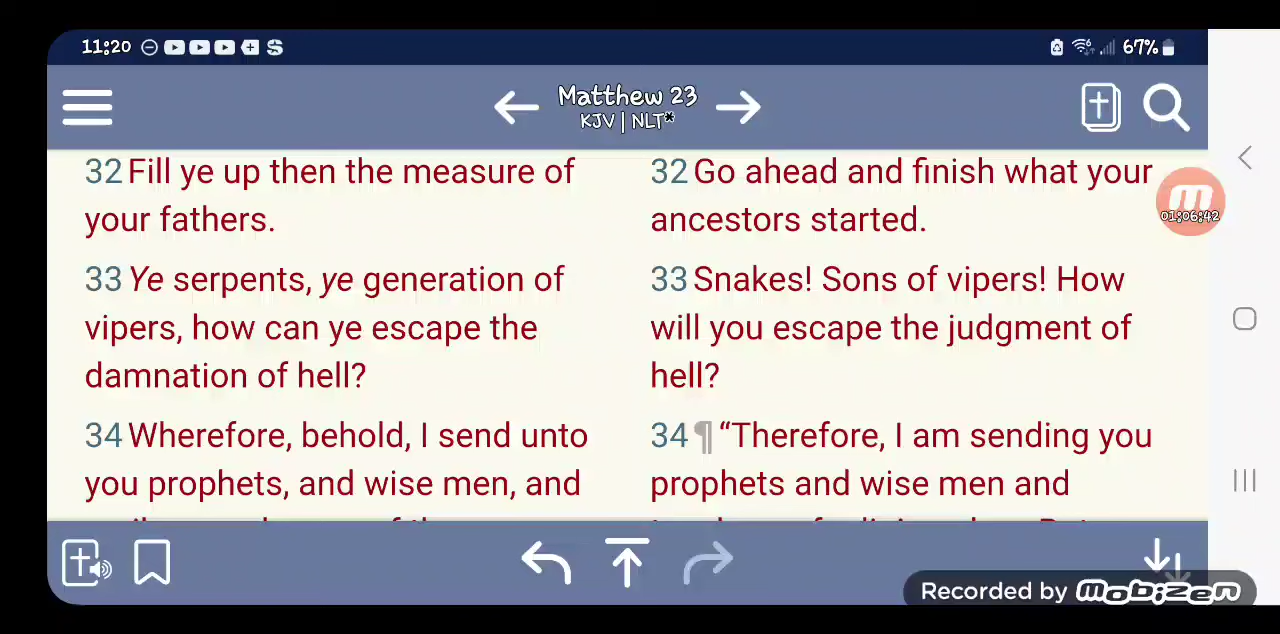 11:20
67%
Matthew 23
KJV | NLT*
01:06:42
32 Fill ye up then the measure of
your fathers.
33 Ye serpents, ye generation of
vipers, how can ye escape the
damnation of hell?
34 Wherefore, behold, I send unto
you prophets, and wise men, and
32 Go ahead and finish what your
ancestors started.
33 Snakes! Sons of vipers! How
will you escape the judgment of
hell?
34 ¶ “Therefore, I am sending you
prophets and wise men and
Recorded by mobizen